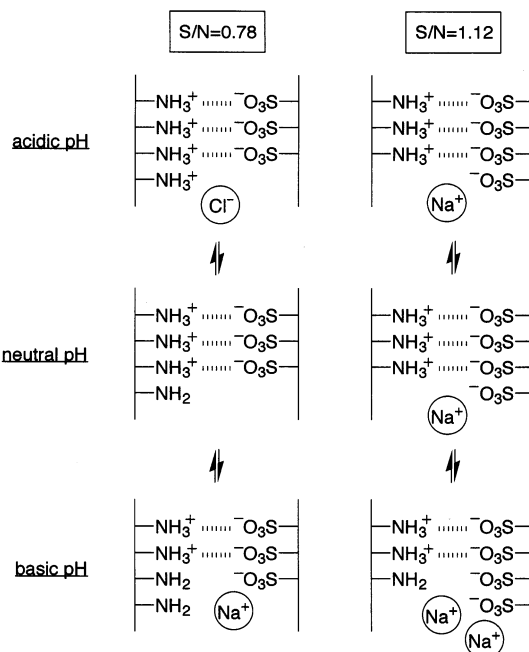 S/N=0.78 S/N=1.12
acidic pH
NH₃⁺ ⁻O₃S NH₃⁺ ⁻O₃S
NH₃⁺ ⁻O₃S NH₃⁺ ⁻O₃S
NH₃⁺ ⁻O₃S NH₃⁺ ⁻O₃S
NH₃⁺ ⁻O₃S
Cl⁻ Na⁺
neutral pH
NH₃⁺ ⁻O₃S NH₃⁺ ⁻O₃S
NH₃⁺ ⁻O₃S NH₃⁺ ⁻O₃S
NH₃⁺ ⁻O₃S NH₃⁺ ⁻O₃S
NH₂ ⁻O₃S
Na⁺
basic pH
NH₃⁺ ⁻O₃S NH₃⁺ ⁻O₃S
NH₃⁺ ⁻O₃S NH₃⁺ ⁻O₃S
NH₂ ⁻O₃S NH₂ ⁻O₃S
NH₂ Na⁺ Na⁺ ⁻O₃S
Na⁺